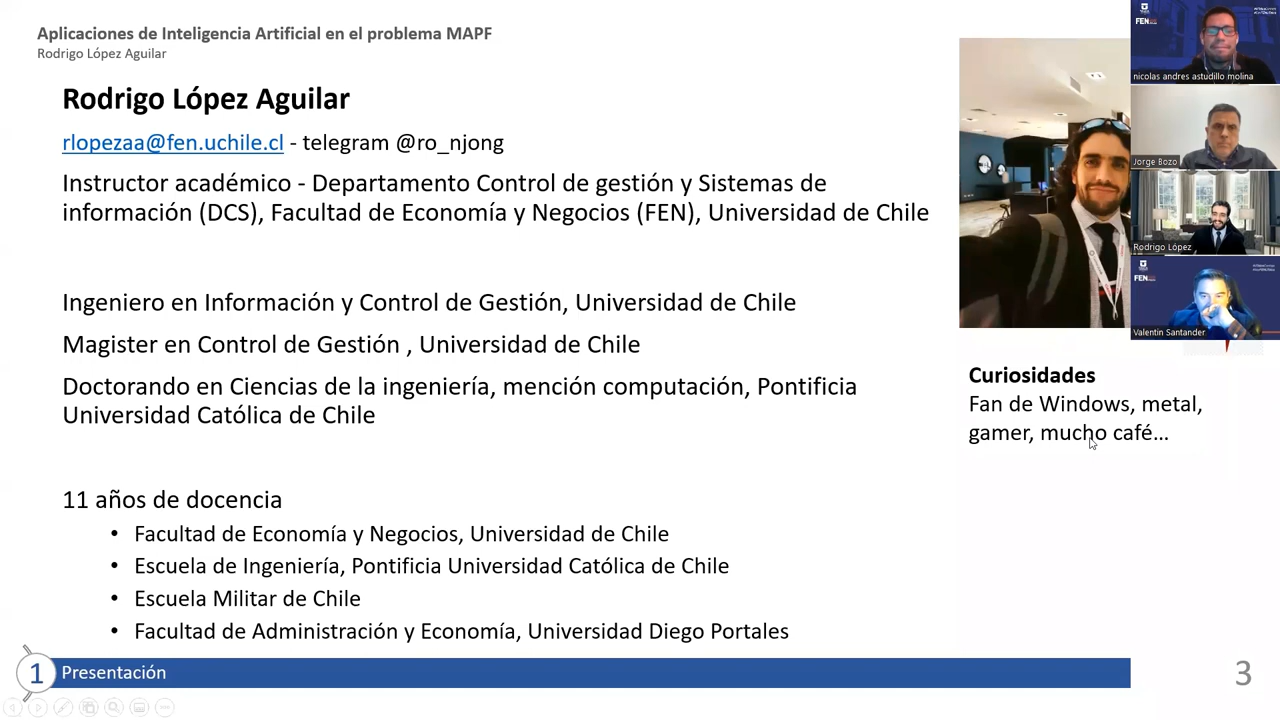 Aplicaciones de Inteligencia Artificial en el problema MAPF
Rodrigo López Aguilar
Rodrigo López Aguilar
rlopezaa@fen.uchile.cl - telegram @ro_njong
Instructor académico - Departamento Control de gestión y Sistemas de
información (DCS), Facultad de Economía y Negocios (FEN), Universidad de Chile
Ingeniero en Información y Control de Gestión, Universidad de Chile
Magister en Control de Gestión , Universidad de Chile
Doctorando en Ciencias de la ingeniería, mención computación, Pontificia
Universidad Católica de Chile
11 años de docencia
• Facultad de Economía y Negocios, Universidad de Chile
• Escuela de Ingeniería, Pontificia Universidad Católica de Chile
• Escuela Militar de Chile
• Facultad de Administración y Economía, Universidad Diego Portales
Curiosidades
Fan de Windows, metal,
gamer, mucho café...
FEN
nicolas andres astudillo molina
Jorge Bozo
Rodrigo López
FEN
Valentin Santander
1 Presentación
3